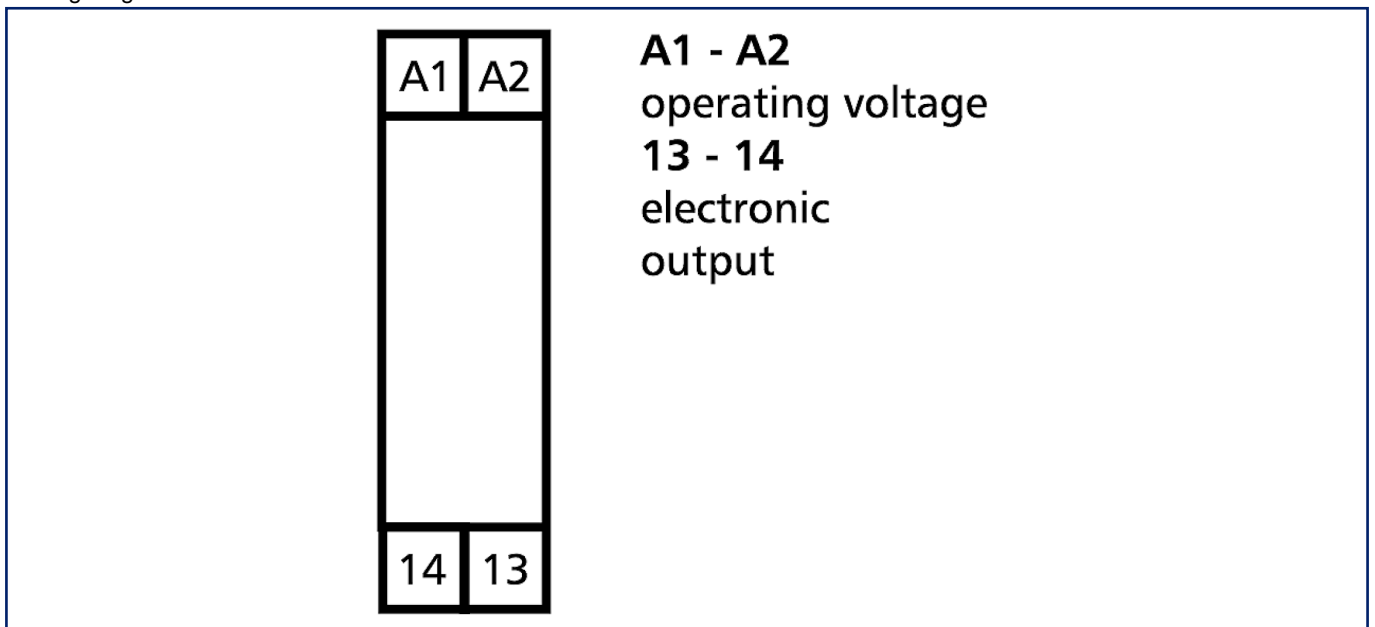 A1 A2
A1 - A2
operating voltage
13 - 14
electronic
output
14 13